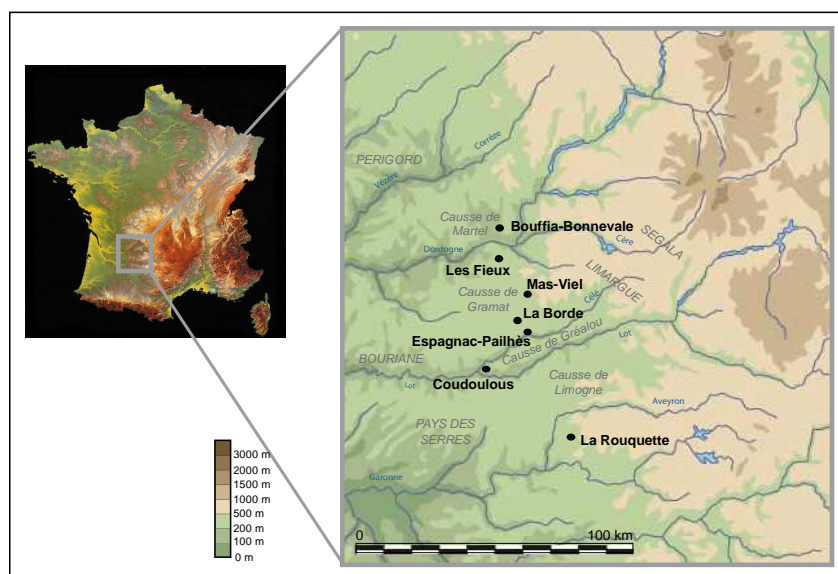 Corrèze
PERIGORD
Vézère
Causse de
Martel
Bouffia-Bonnevale
SEGALA
Cère
Dordogne
Les Fieux
LIMARGUE
Mas-Viel
Causse de
Gramat
Célé
La Borde
Espagnac-Pailhès
Causse de Gréalou
Lot
BOURIANE
Lot
Coudoulous
Causse de
Limogne
Aveyron
PAYS DES
SERRES
La Rouquette
Garonne
3000 m
2000 m
1500 m
1000 m
500 m
200 m
100 m
0 m
0
100 km